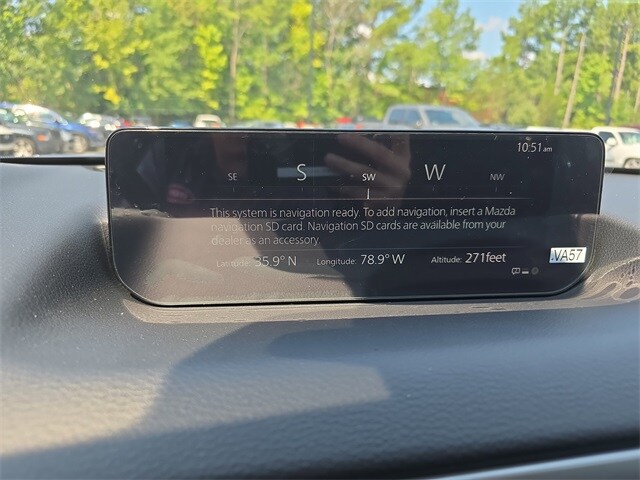 10:51am
SE S SW W NW
This system is navigation ready. To add navigation, insert a Mazda
navigation SD card. Navigation SD cards are available from your
dealer as an accessory.
Latitude: 35.9° N Longitude: 78.9° W Altitude: 271feet
.VA57